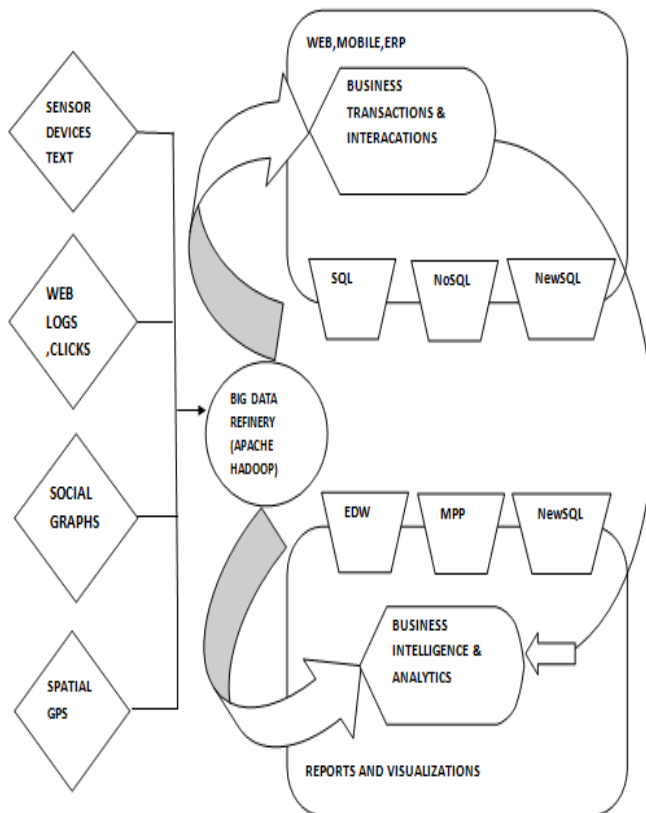 SENSOR
DEVICES
TEXT
WEB
LOGS
,CLICKS
SOCIAL
GRAPHS
SPATIAL
GPS
BIG DATA
REFINERY
(APACHE
HADOOP)
WEB,MOBILE,ERP
BUSINESS
TRANSACTIONS &
INTERACATIONS
SQL
NoSQL
NewSQL
EDW
MPP
NewSQL
BUSINESS
INTELLIGENCE &
ANALYTICS
REPORTS AND VISUALIZATIONS